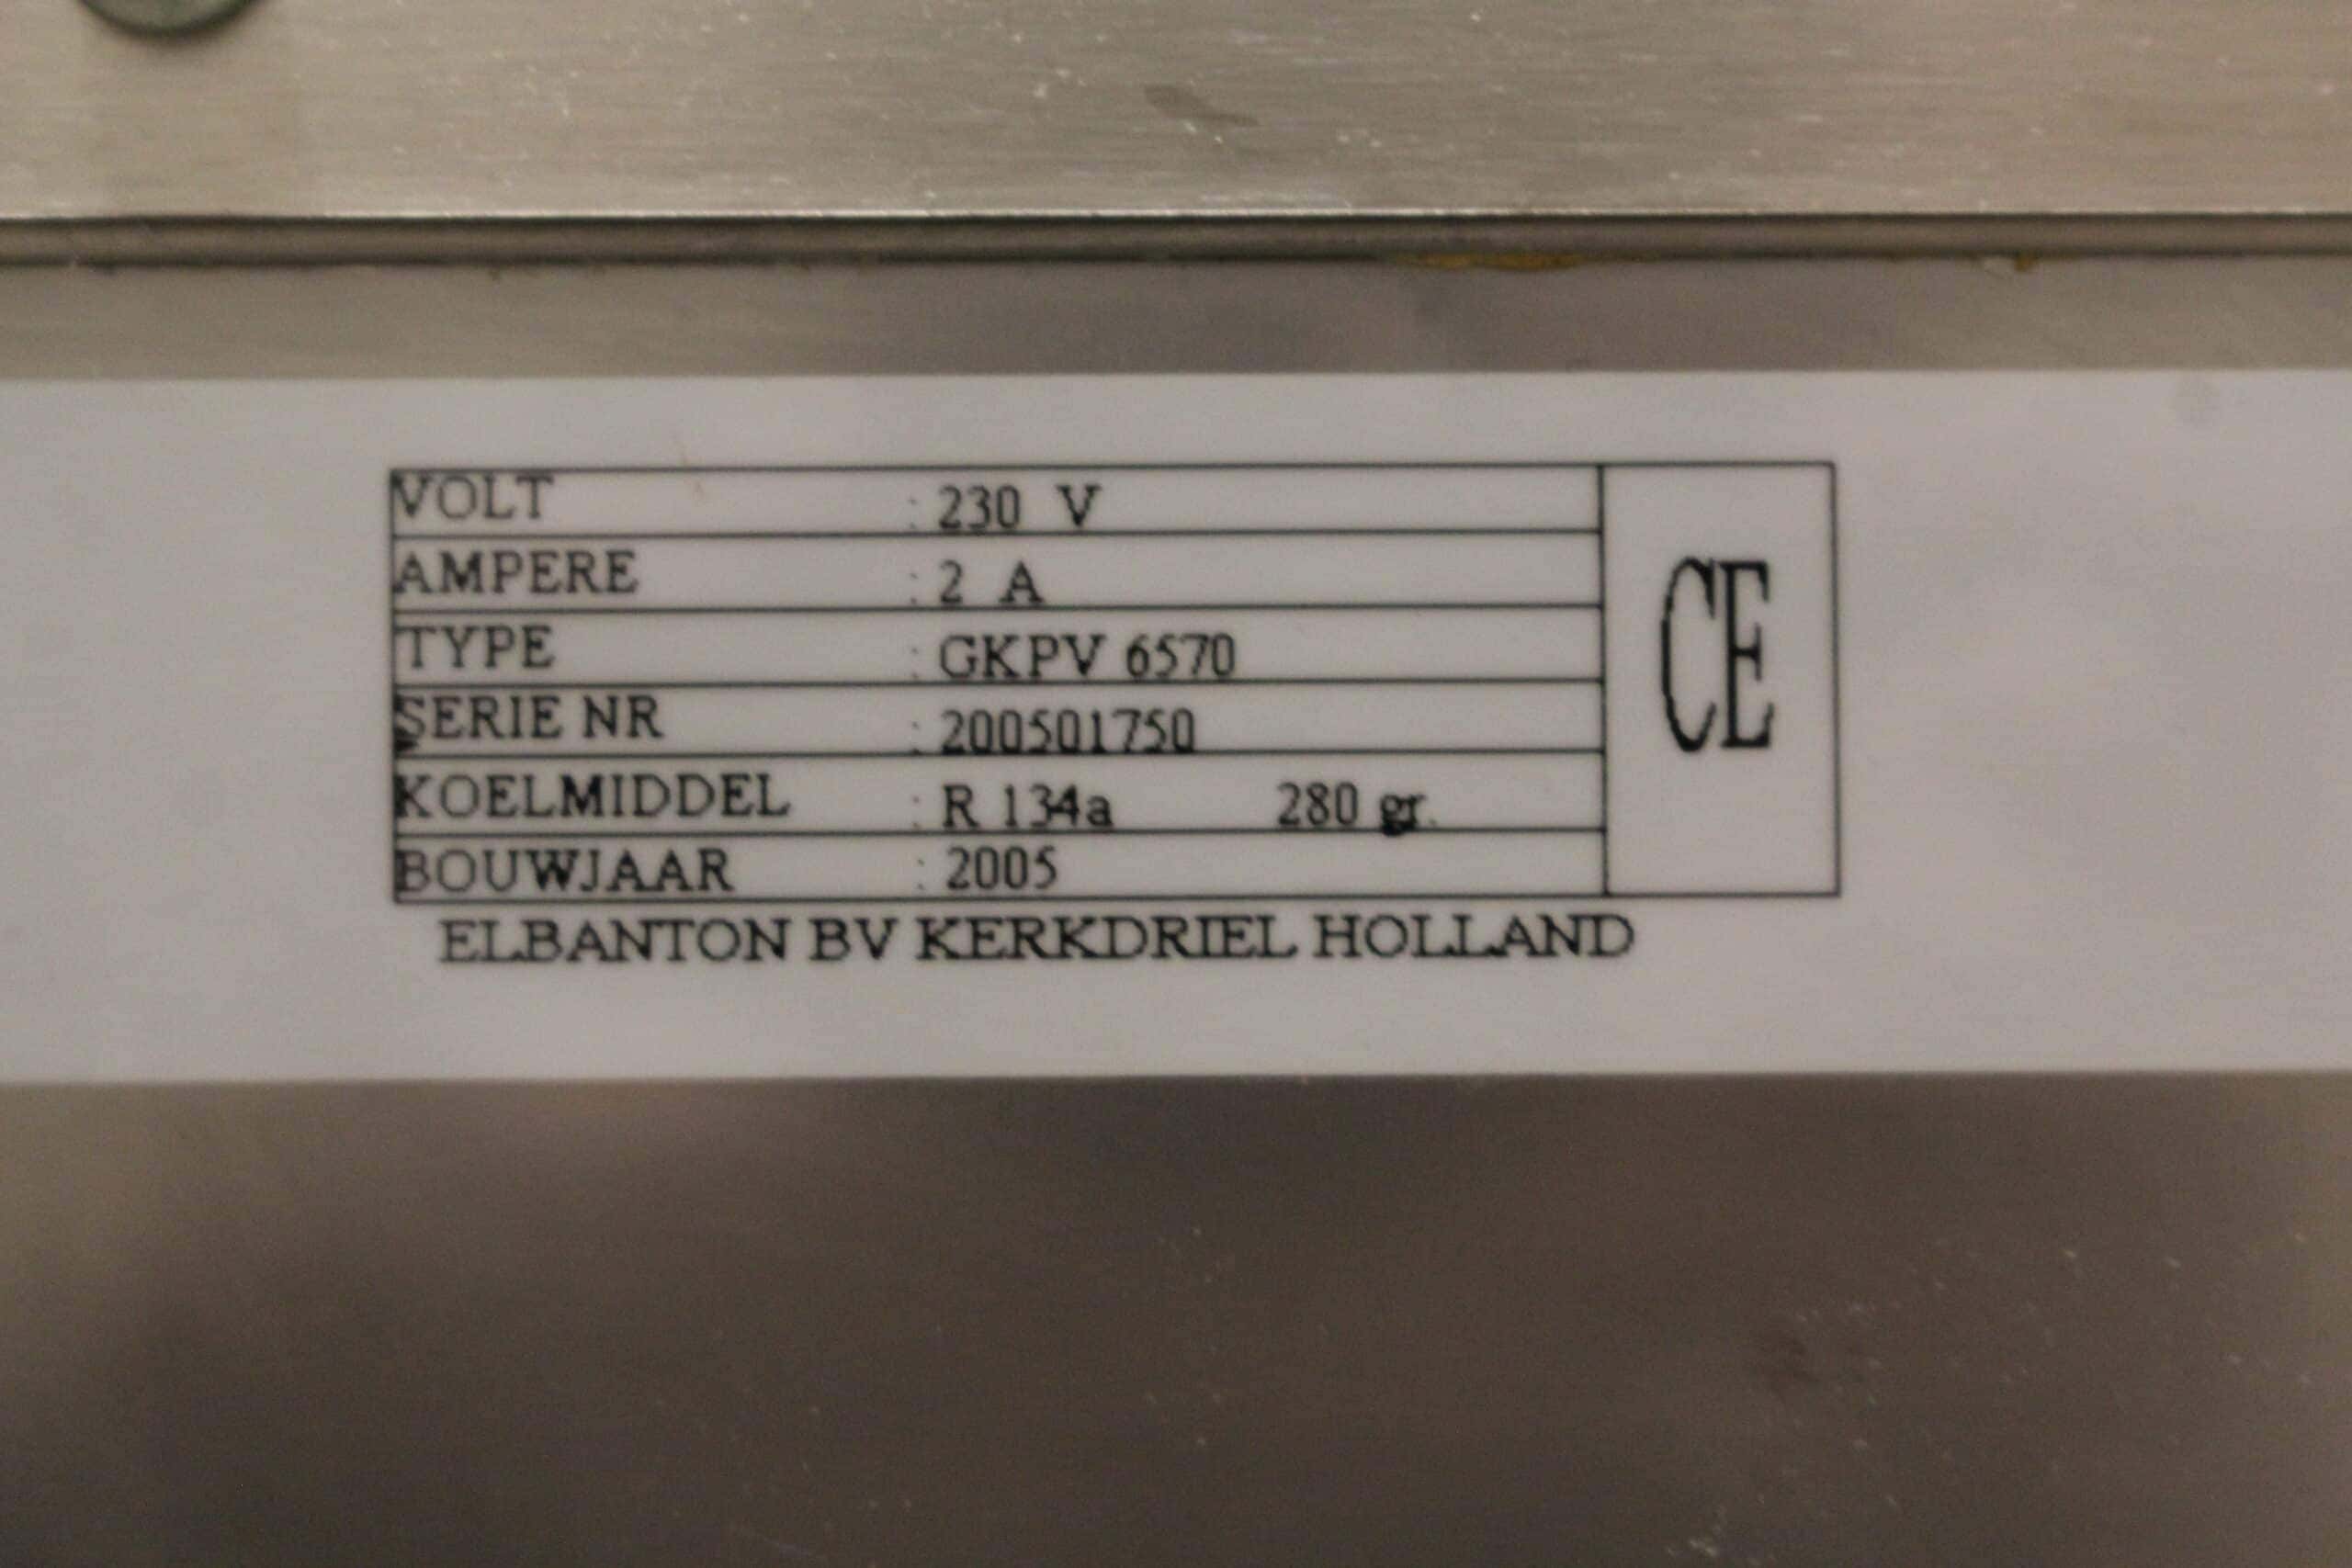 VOLT : 230 V
AMPERE : 2 A
TYPE : GKPV 6570
SERIE NR : 200501750
KOELMIDDEL : R 134a 280 gr.
BOUWJAAR : 2005
CE
ELBANTON BV KERKDRIEL HOLLAND